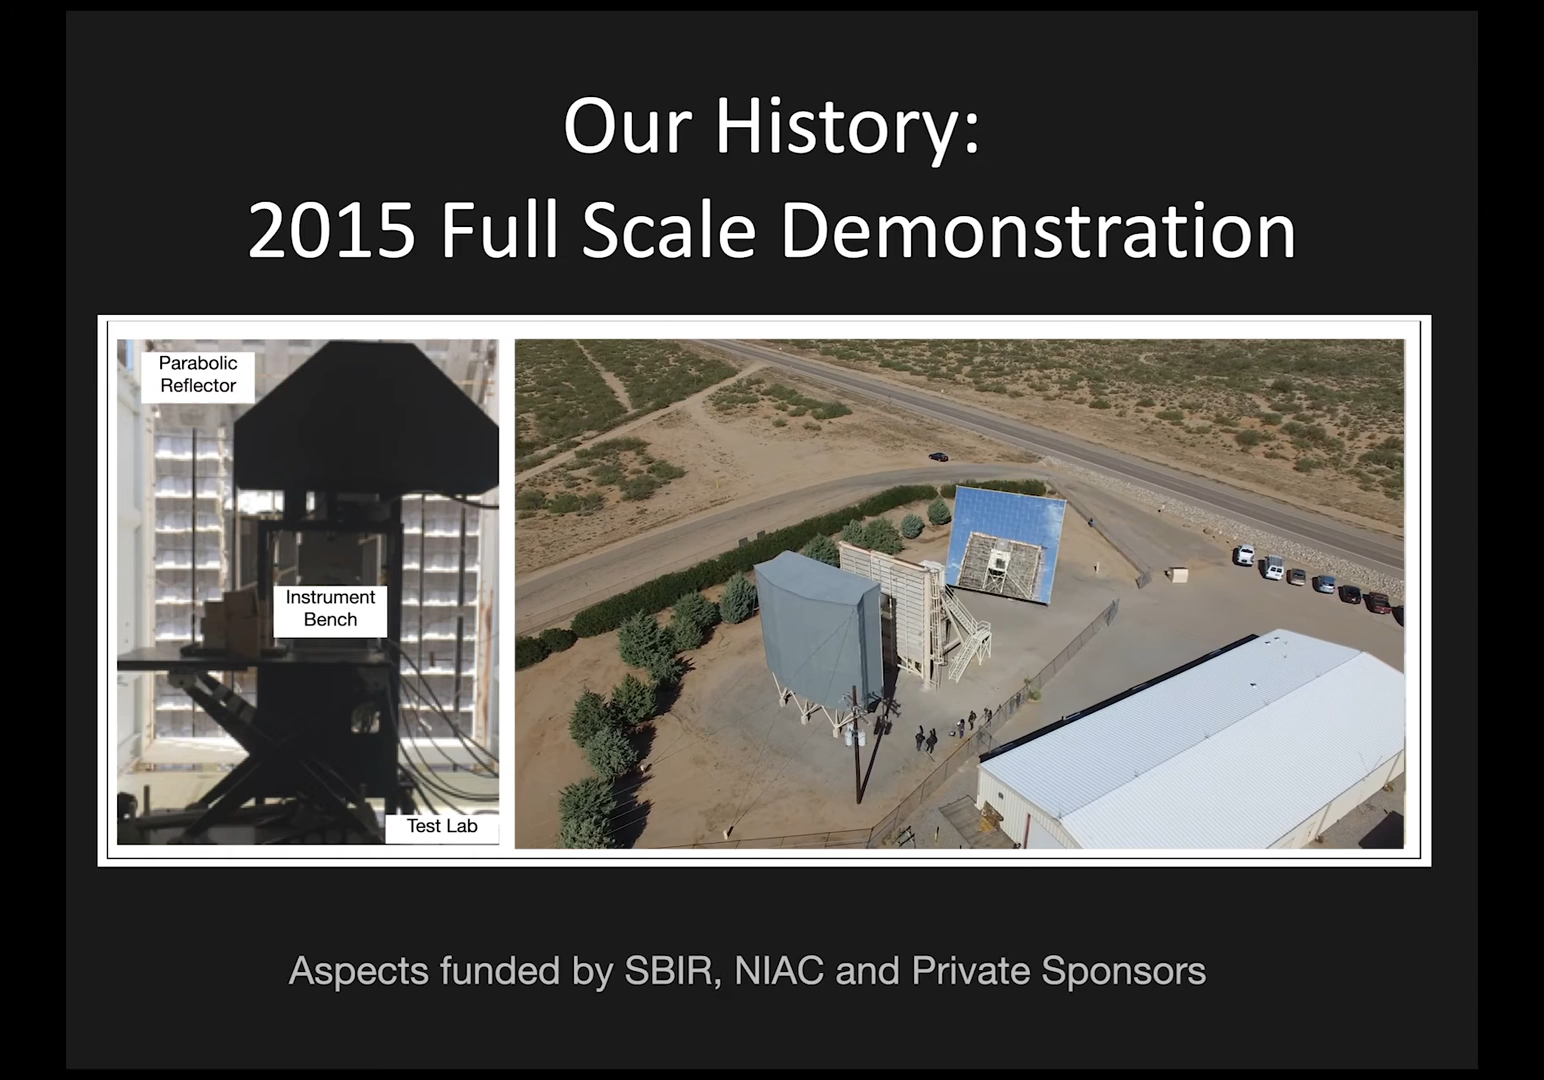 Our History:
2015 Full Scale Demonstration
Parabolic
Reflector
Instrument
Bench
Test Lab
Aspects funded by SBIR, NIAC and Private Sponsors